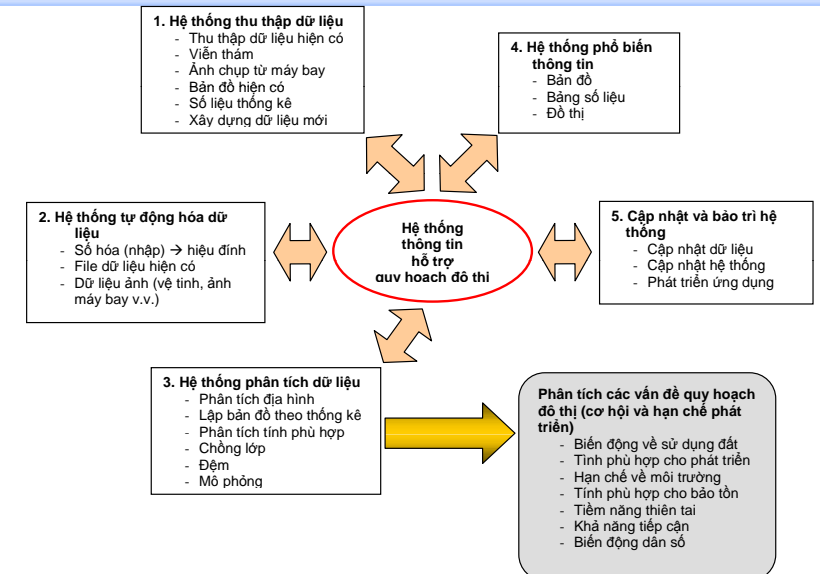 1. Hệ thống thu thập dữ liệu
- Thu thập dữ liệu hiện có
- Viễn thám
- Ảnh chụp từ máy bay
- Bản đồ hiện có
- Số liệu thống kê
- Xây dựng dữ liệu mới
4. Hệ thống phổ biến
thông tin
- Bản đồ
- Bảng số liệu
- Đồ thị
2. Hệ thống tự động hóa dữ
liệu
- Số hóa (nhập) → hiệu đính
- File dữ liệu hiện có
- Dữ liệu ảnh (vệ tinh, ảnh
máy bay v.v.)
Hệ thống
thông tin
hỗ trợ
quy hoạch đô thị
5. Cập nhật và bảo trì hệ
thống
- Cập nhật dữ liệu
- Cập nhật hệ thống
- Phát triển ứng dụng
3. Hệ thống phân tích dữ liệu
- Phân tích địa hình
- Lập bản đồ theo thống kê
- Phân tích tính phù hợp
- Chồng lớp
- Đệm
- Mô phỏng
Phân tích các vấn đề quy hoạch
đô thị (cơ hội và hạn chế phát
triển)
- Biến động về sử dụng đất
- Tình phù hợp cho phát triển
- Hạn chế về môi trường
- Tính phù hợp cho bảo tồn
- Tiềm năng thiên tai
- Khả năng tiếp cận
- Biến động dân số